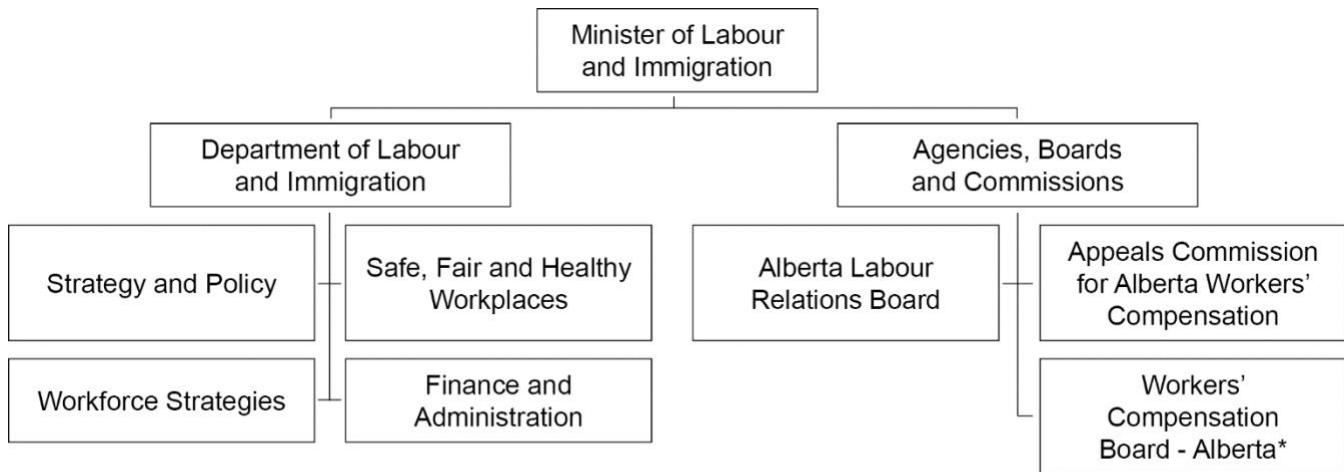 Minister of Labour
and Immigration
Department of Labour
and Immigration
Agencies, Boards
and Commissions
Strategy and Policy
Safe, Fair and Healthy
Workplaces
Alberta Labour
Relations Board
Appeals Commission
for Alberta Workers’
Compensation
Workforce Strategies
Finance and
Administration
Workers’
Compensation
Board - Alberta*